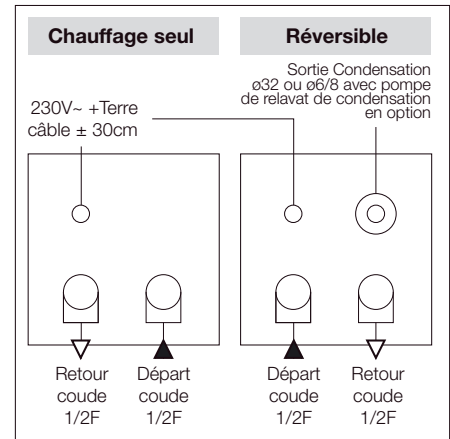 Chauffage seul
Réversible
Sortie Condensation
ø32 ou ø6/8 avec pompe
de relavat de condensation
en option
230V~ +Terre
câble ± 30cm
Retour
coude
1/2F
Départ
coude
1/2F
Départ
coude
1/2F
Retour
coude
1/2F